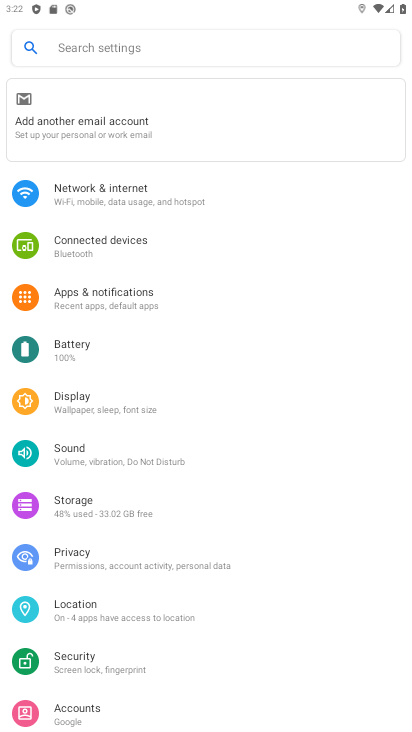 3:22
Search settings
Add another email account
Set up your personal or work email
Network & internet
Wi-Fi, mobile, data usage, and hotspot
Connected devices
Bluetooth
Apps & notifications
Recent apps, default apps
Battery
100%
Display
Wallpaper, sleep, font size
Sound
Volume, vibration, Do Not Disturb
Storage
48% used - 33.02 GB free
Privacy
Permissions, account activity, personal data
Location
On - 4 apps have access to location
Security
Screen lock, fingerprint
Accounts
Google